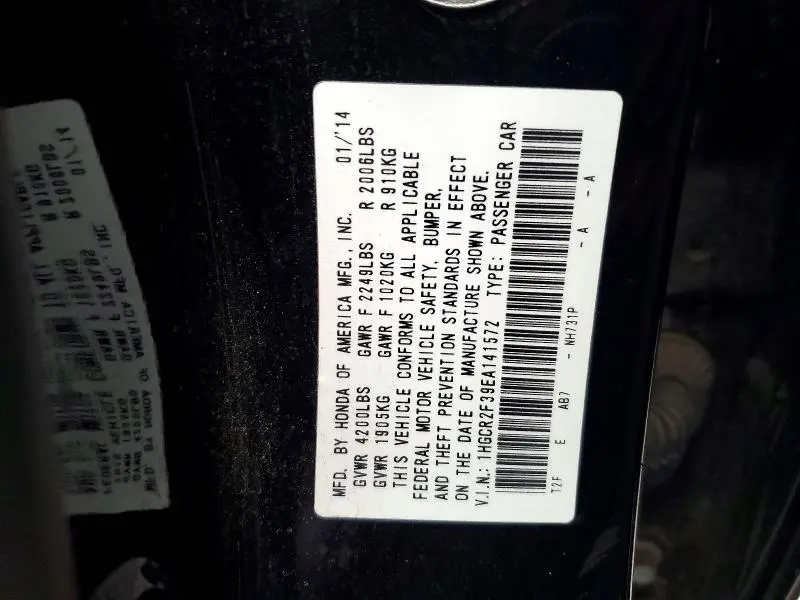 MFD. BY HONDA OF AMERICA MFG., INC. 01/'14
GVWR 4200LBS GAWR F 2249LBS R 2006LBS
GVWR 1905KG GAWR F 1020KG R 910KG
THIS VEHICLE CONFORMS TO ALL APPLICABLE
FEDERAL MOTOR VEHICLE SAFETY, BUMPER,
AND THEFT PREVENTION STANDARDS IN EFFECT
ON THE DATE OF MANUFACTURE SHOWN ABOVE.
V.I.N.: 1HGCR2F39EA141572 TYPE: PASSENGER CAR
T2F E AB7 - NH731P - A - A